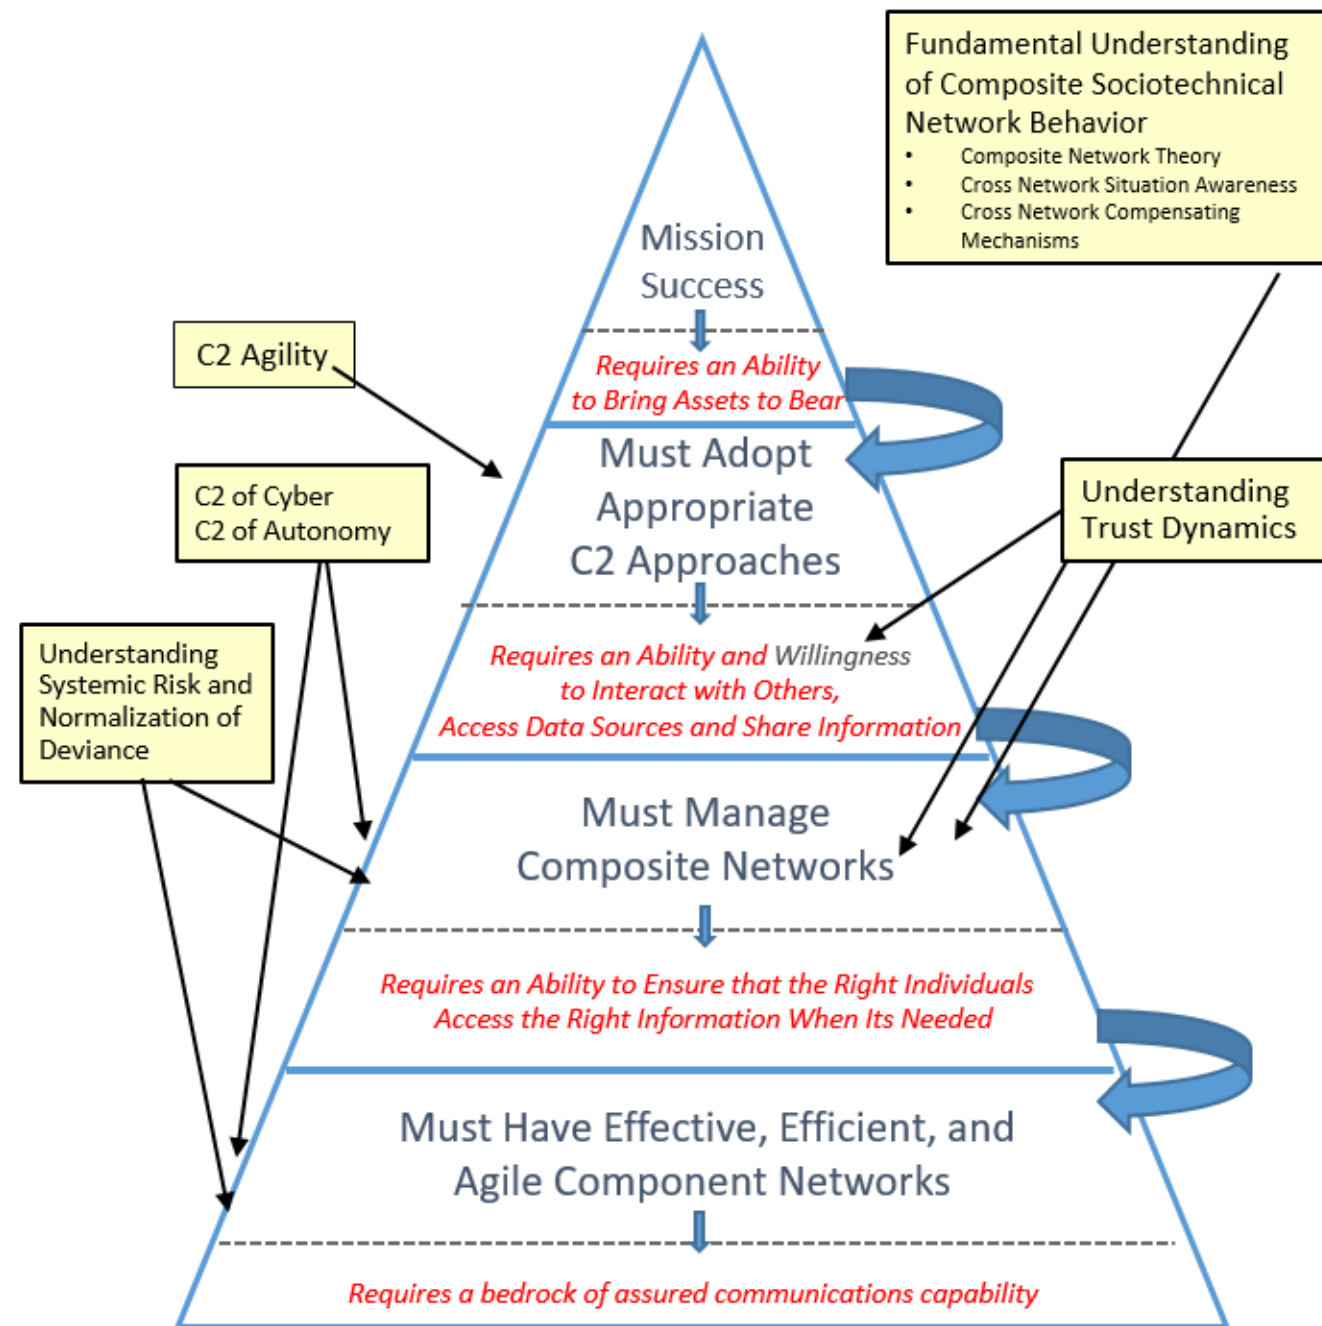 Fundamental Understanding
of Composite Sociotechnical
Network Behavior
• Composite Network Theory
• Cross Network Situation Awareness
• Cross Network Compensating
Mechanisms
Mission
Success
C2 Agility
Requires an Ability
to Bring Assets to Bear
Must Adopt
Appropriate
C2 Approaches
C2 of Cyber
C2 of Autonomy
Understanding
Trust Dynamics
Requires an Ability and Willingness
to Interact with Others,
Access Data Sources and Share Information
Understanding
Systemic Risk and
Normalization of
Deviance
Must Manage
Composite Networks
Requires an Ability to Ensure that the Right Individuals
Access the Right Information When Its Needed
Must Have Effective, Efficient, and
Agile Component Networks
Requires a bedrock of assured communications capability